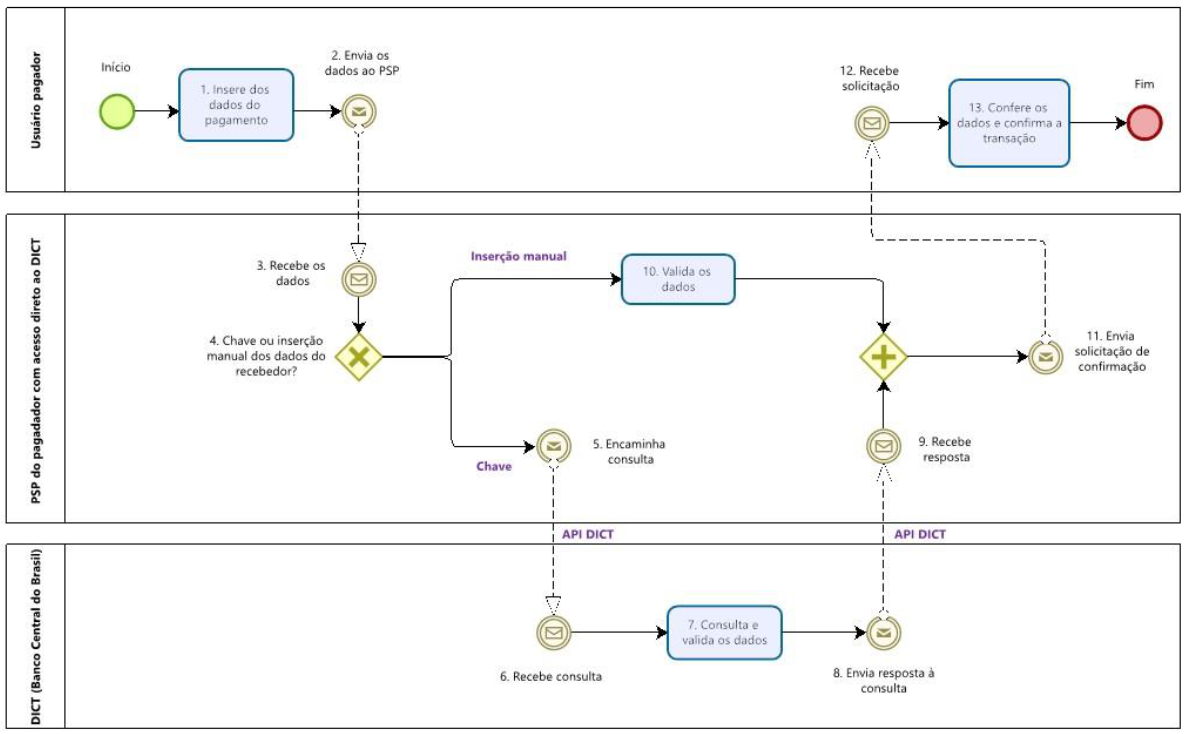 Usuário pagador
Início
1. Insere dos
dados do
pagamento
2. Envia os
dados ao PSP
12. Recebe
solicitação
13. Confere os
dados e confirma a
transação
Fim
PSP do pagadador com acesso direto ao DICT
3. Recebe os
dados
4. Chave ou inserção
manual dos dados do
recebedor?
Inserção manual
10. Valida os
dados
11. Envia
solicitação de
confirmação
Chave
5. Encaminha
consulta
9. Recebe
resposta
API DICT
API DICT
DICT (Banco Central do Brasil)
6. Recebe consulta
7. Consulta e
valida os dados
8. Envia resposta à
consulta